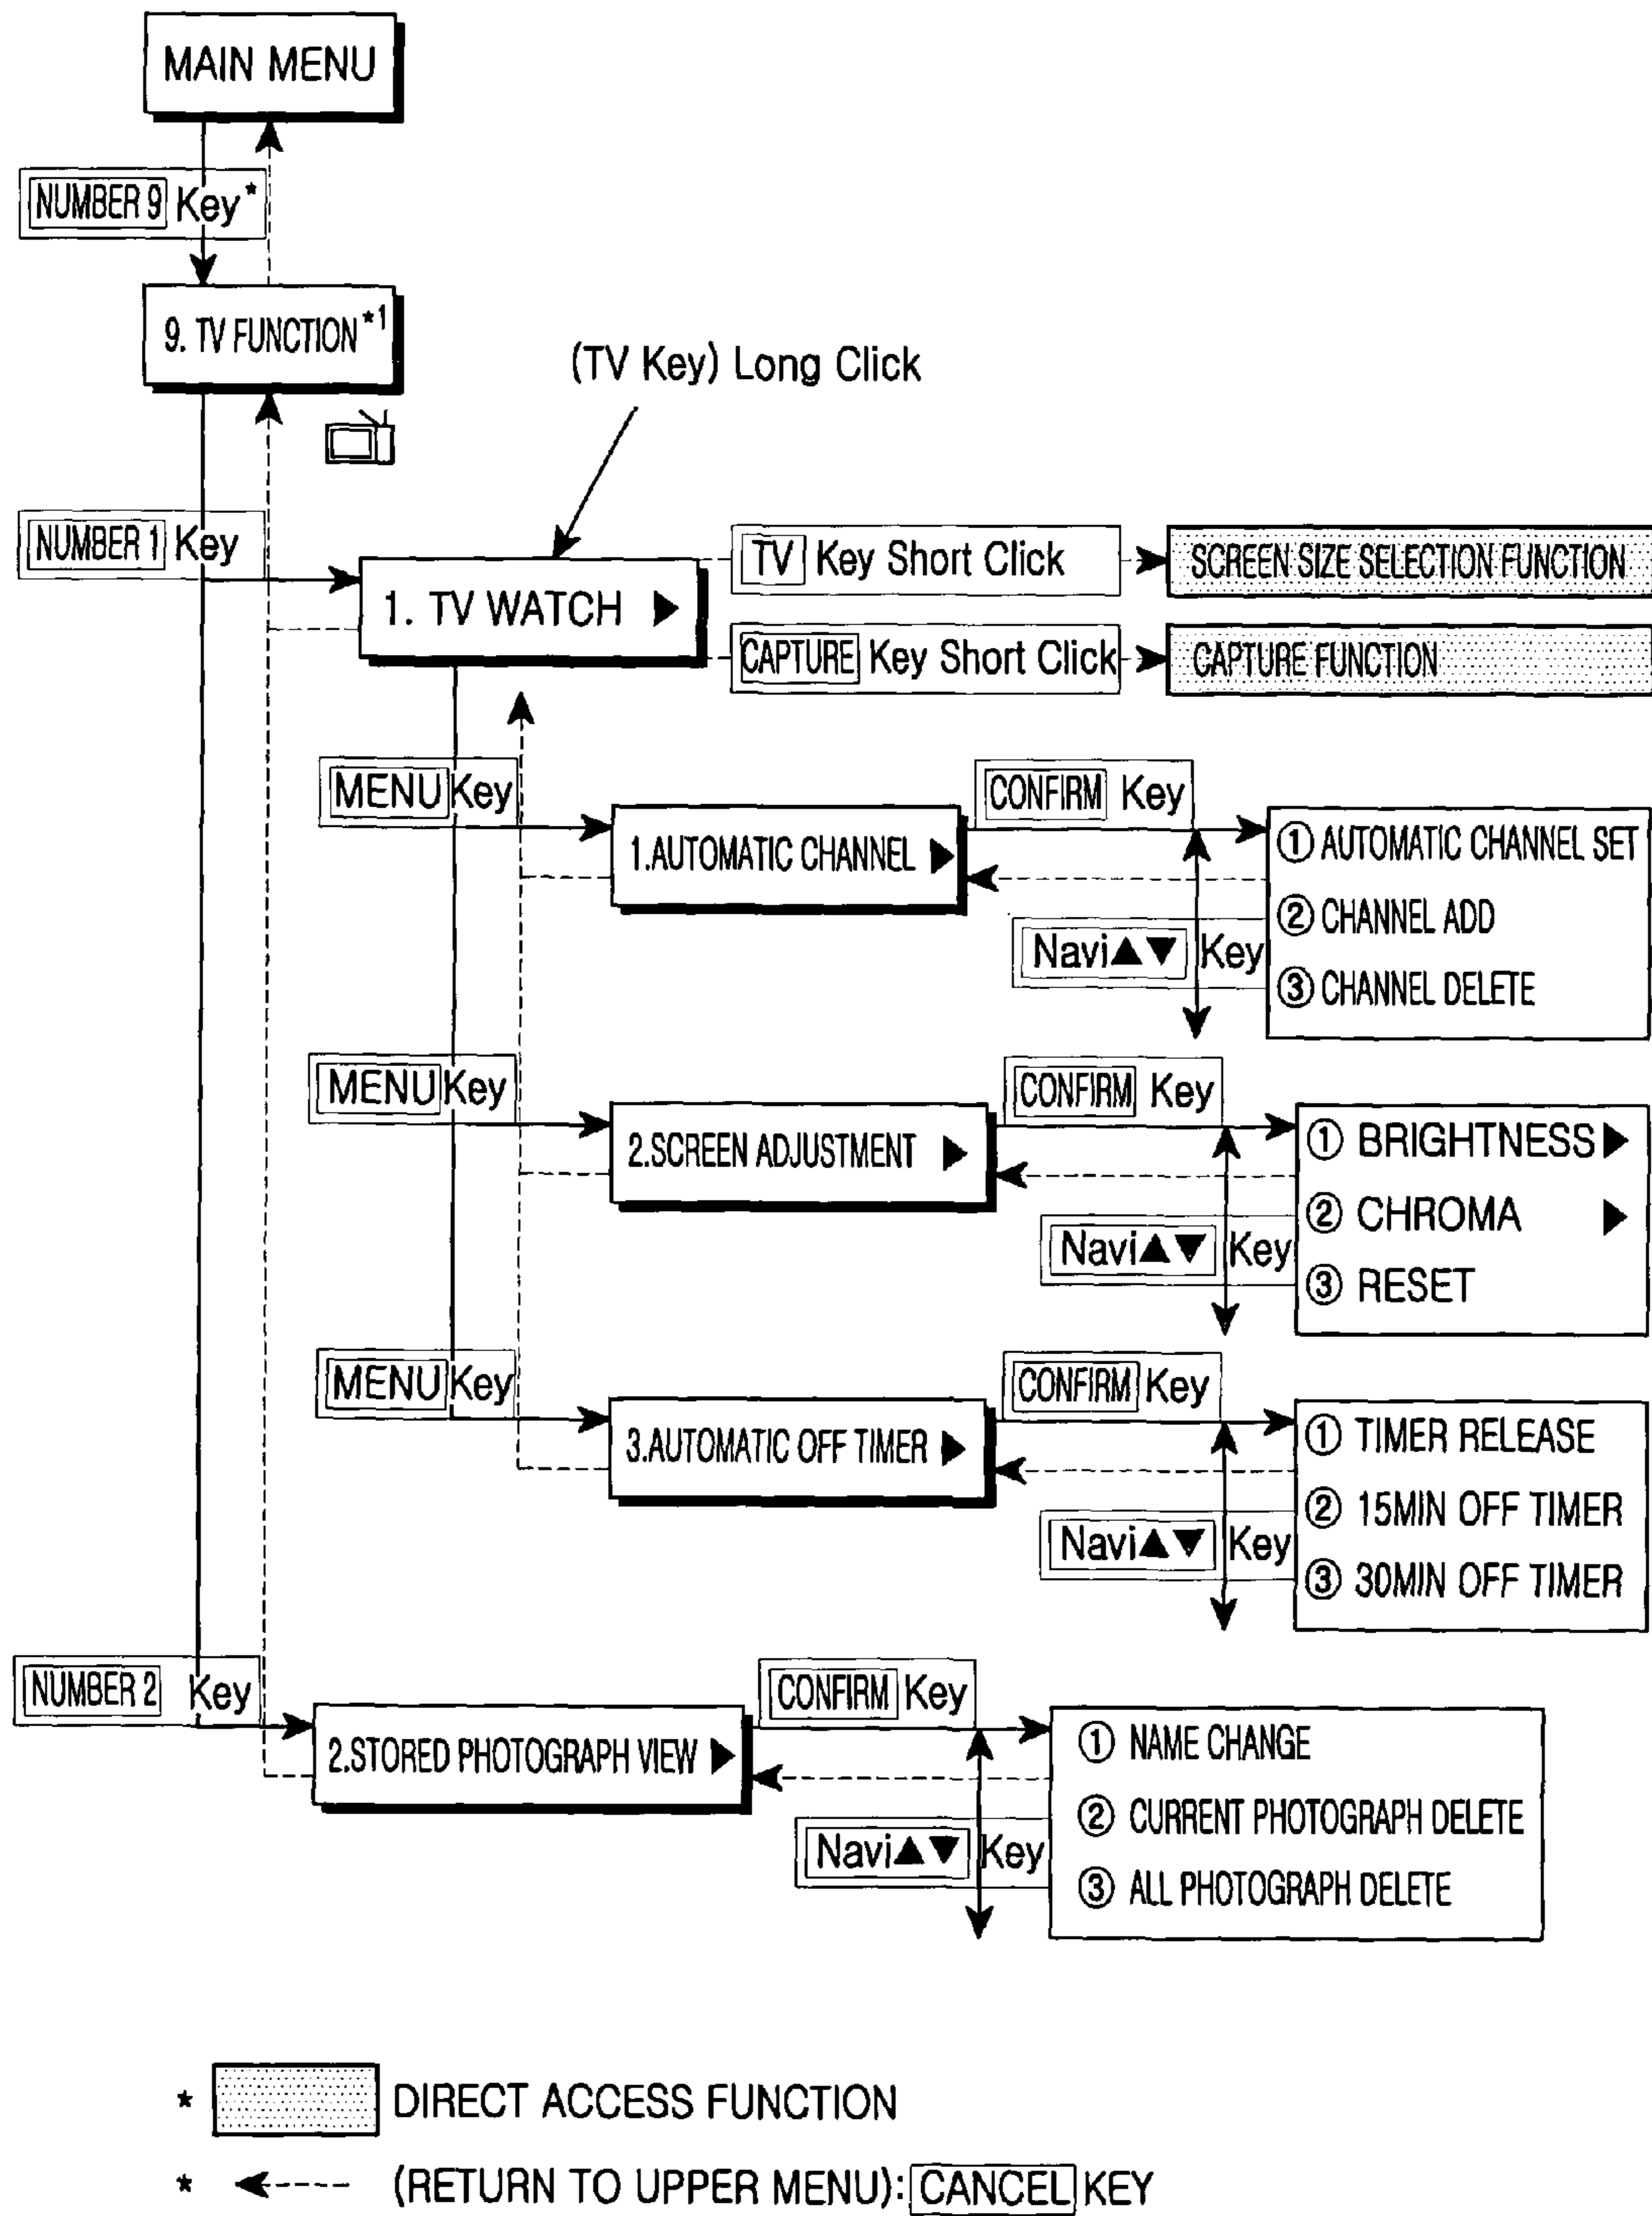 MAIN MENU
NUMBER 9 Key*
9. TV FUNCTION*1
(TV Key) Long Click
NUMBER 1 Key
1. TV WATCH ▶
TV Key Short Click
SCREEN SIZE SELECTION FUNCTION
CAPTURE Key Short Click
CAPTURE FUNCTION
MENU Key
1.AUTOMATIC CHANNEL ▶
CONFIRM Key
① AUTOMATIC CHANNEL SET
② CHANNEL ADD
③ CHANNEL DELETE
Navi▲▼ Key
MENU Key
2.SCREEN ADJUSTMENT ▶
CONFIRM Key
① BRIGHTNESS ▶
② CHROMA ▶
③ RESET
Navi▲▼ Key
MENU Key
3.AUTOMATIC OFF TIMER ▶
CONFIRM Key
① TIMER RELEASE
② 15MIN OFF TIMER
③ 30MIN OFF TIMER
Navi▲▼ Key
NUMBER 2 Key
2.STORED PHOTOGRAPH VIEW ▶
CONFIRM Key
① NAME CHANGE
② CURRENT PHOTOGRAPH DELETE
③ ALL PHOTOGRAPH DELETE
Navi▲▼ Key
* DIRECT ACCESS FUNCTION
* (RETURN TO UPPER MENU): CANCEL KEY